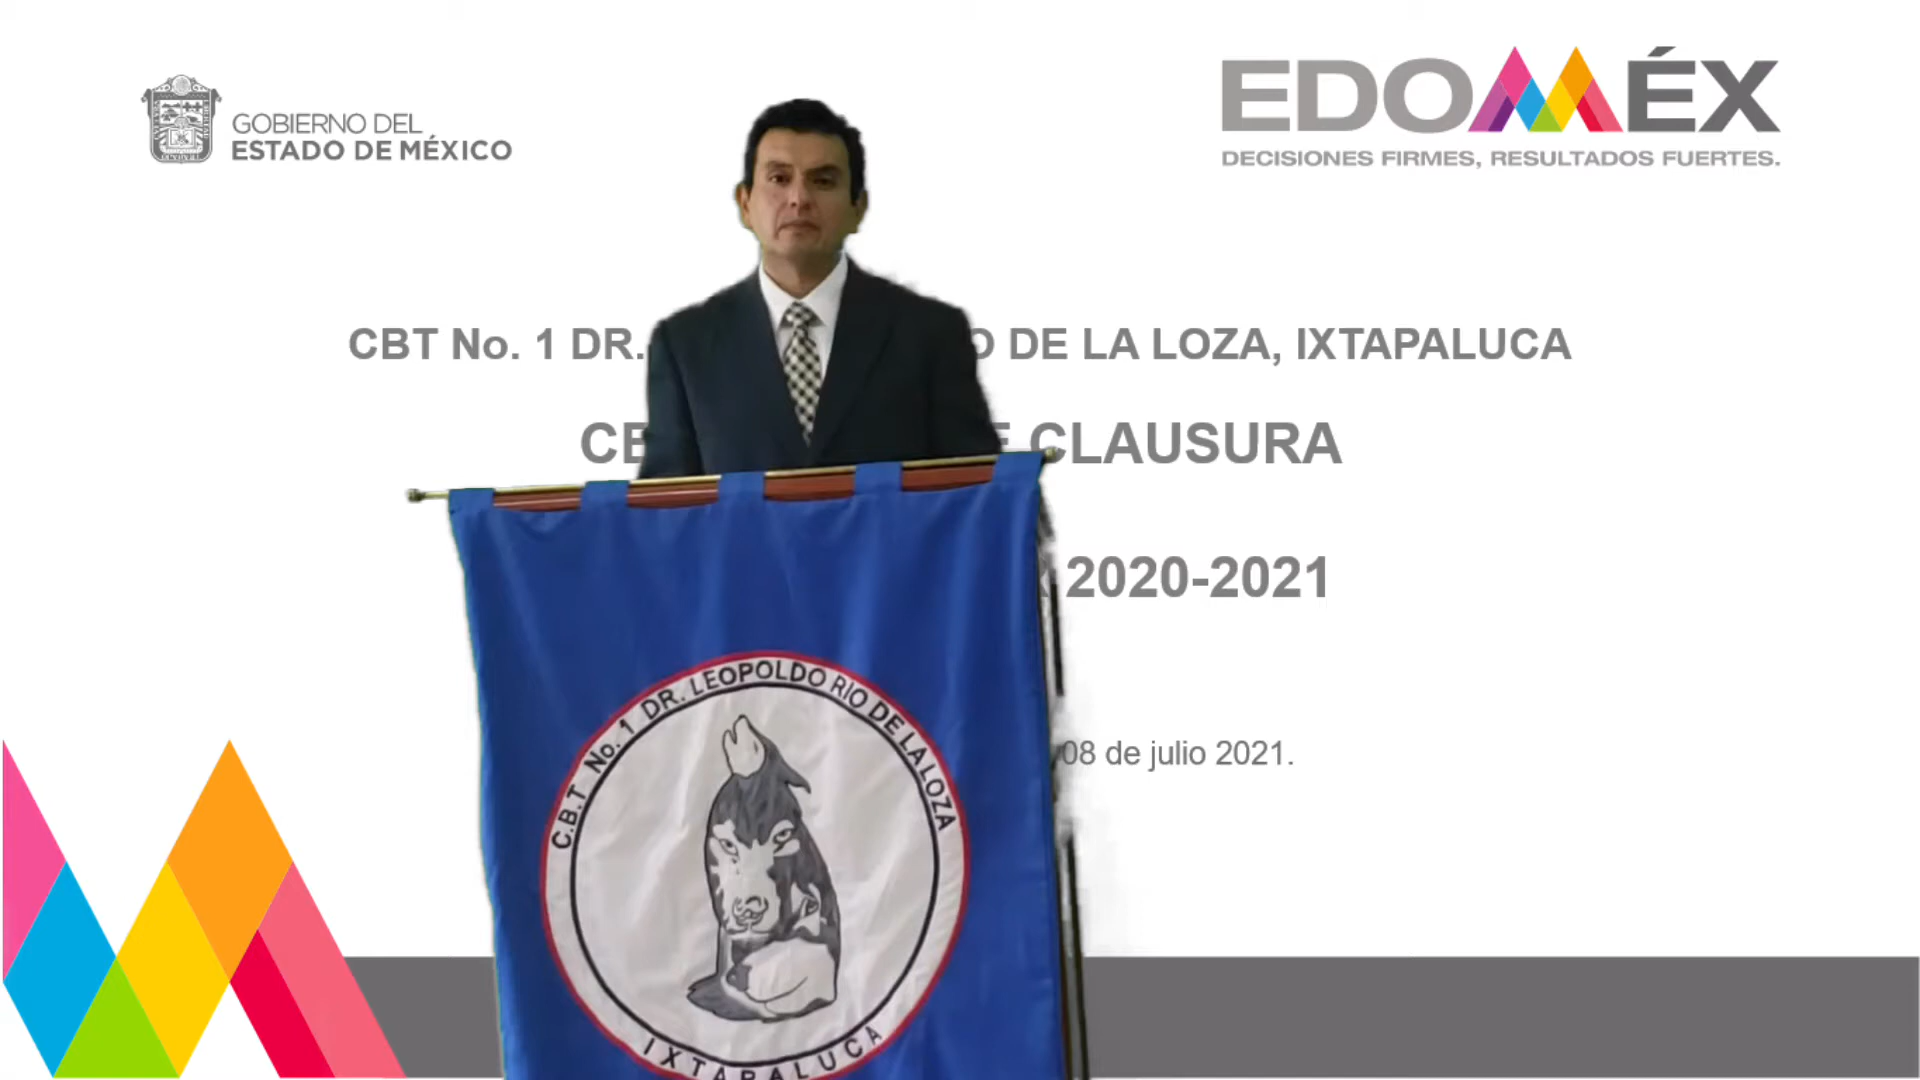 GOBIERNO DEL
ESTADO DE MÉXICO
EDOMÉX
DECISIONES FIRMES, RESULTADOS FUERTES.
CBT No. 1 DR. O DE LA LOZA, IXTAPALUCA
CLAUSURA
2020-2021
08 de julio 2021.
C.B.T No. 1 DR. LEOPOLDO RIO DE LA LOZA
IXTAPALUCA